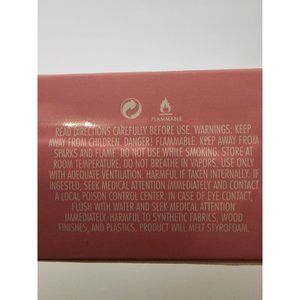 FLAMMABLE
READ DIRECTIONS CAREFULLY BEFORE USE. WARNINGS: KEEP
AWAY FROM CHILDREN. DANGER! FLAMMABLE. KEEP AWAY FROM
SPARKS AND FLAME. DO NOT USE WHILE SMOKING. STORE AT
ROOM TEMPERATURE. DO NOT BREATHE IN VAPORS. USE ONLY
WITH ADEQUATE VENTILATION. HARMFUL IF TAKEN INTERNALLY. IF
INGESTED, SEEK MEDICAL ATTENTION IMMEDIATELY AND CONTACT
A LOCAL POISON CONTROL CENTER. IN CASE OF EYE CONTACT,
FLUSH WITH WATER AND SEEK MEDICAL ATTENTION
IMMEDIATELY. HARMFUL TO SYNTHETIC FABRICS, WOOD
FINISHES, AND PLASTICS. PRODUCT WILL MELT STYROFOAM.